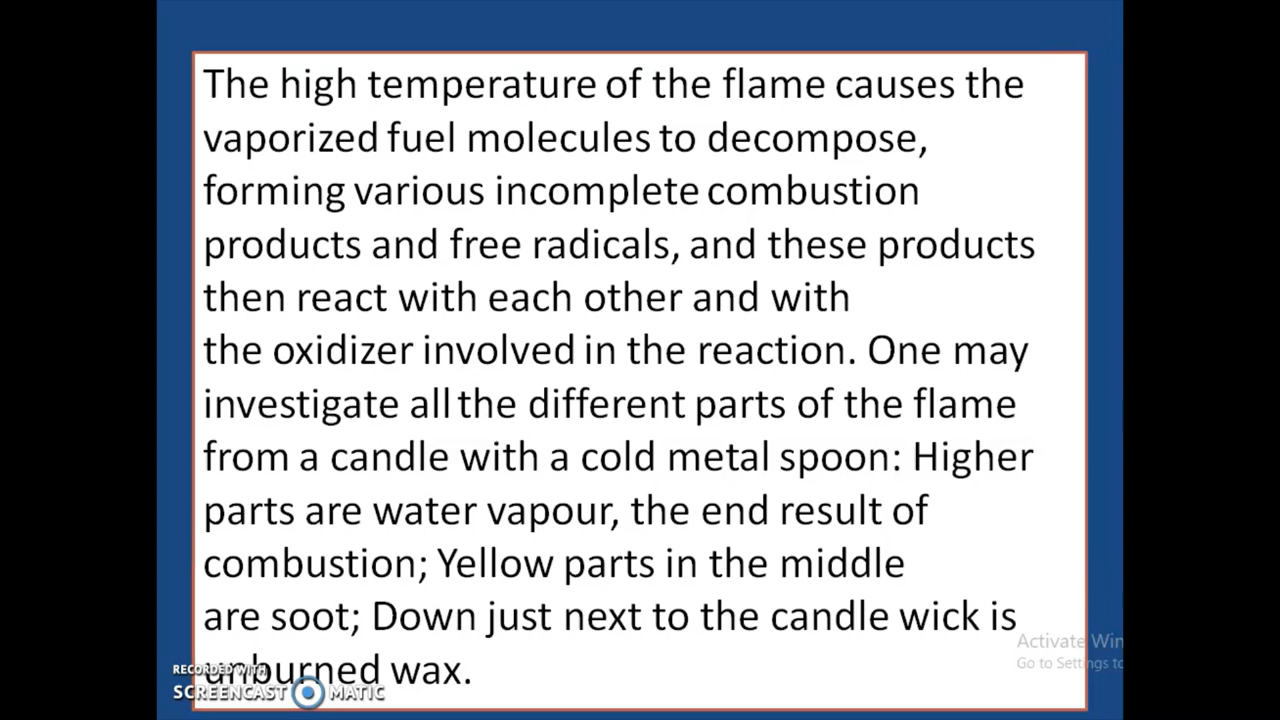 The high temperature of the flame causes the
vaporized fuel molecules to decompose,
forming various incomplete combustion
products and free radicals, and these products
then react with each other and with
the oxidizer involved in the reaction. One may
investigate all the different parts of the flame
from a candle with a cold metal spoon: Higher
parts are water vapour, the end result of
combustion; Yellow parts in the middle
are soot; Down just next to the candle wick is
unburned wax.
Activate Win
Go to Settings to
RECORDED WITH
SCREENCAST MATIC